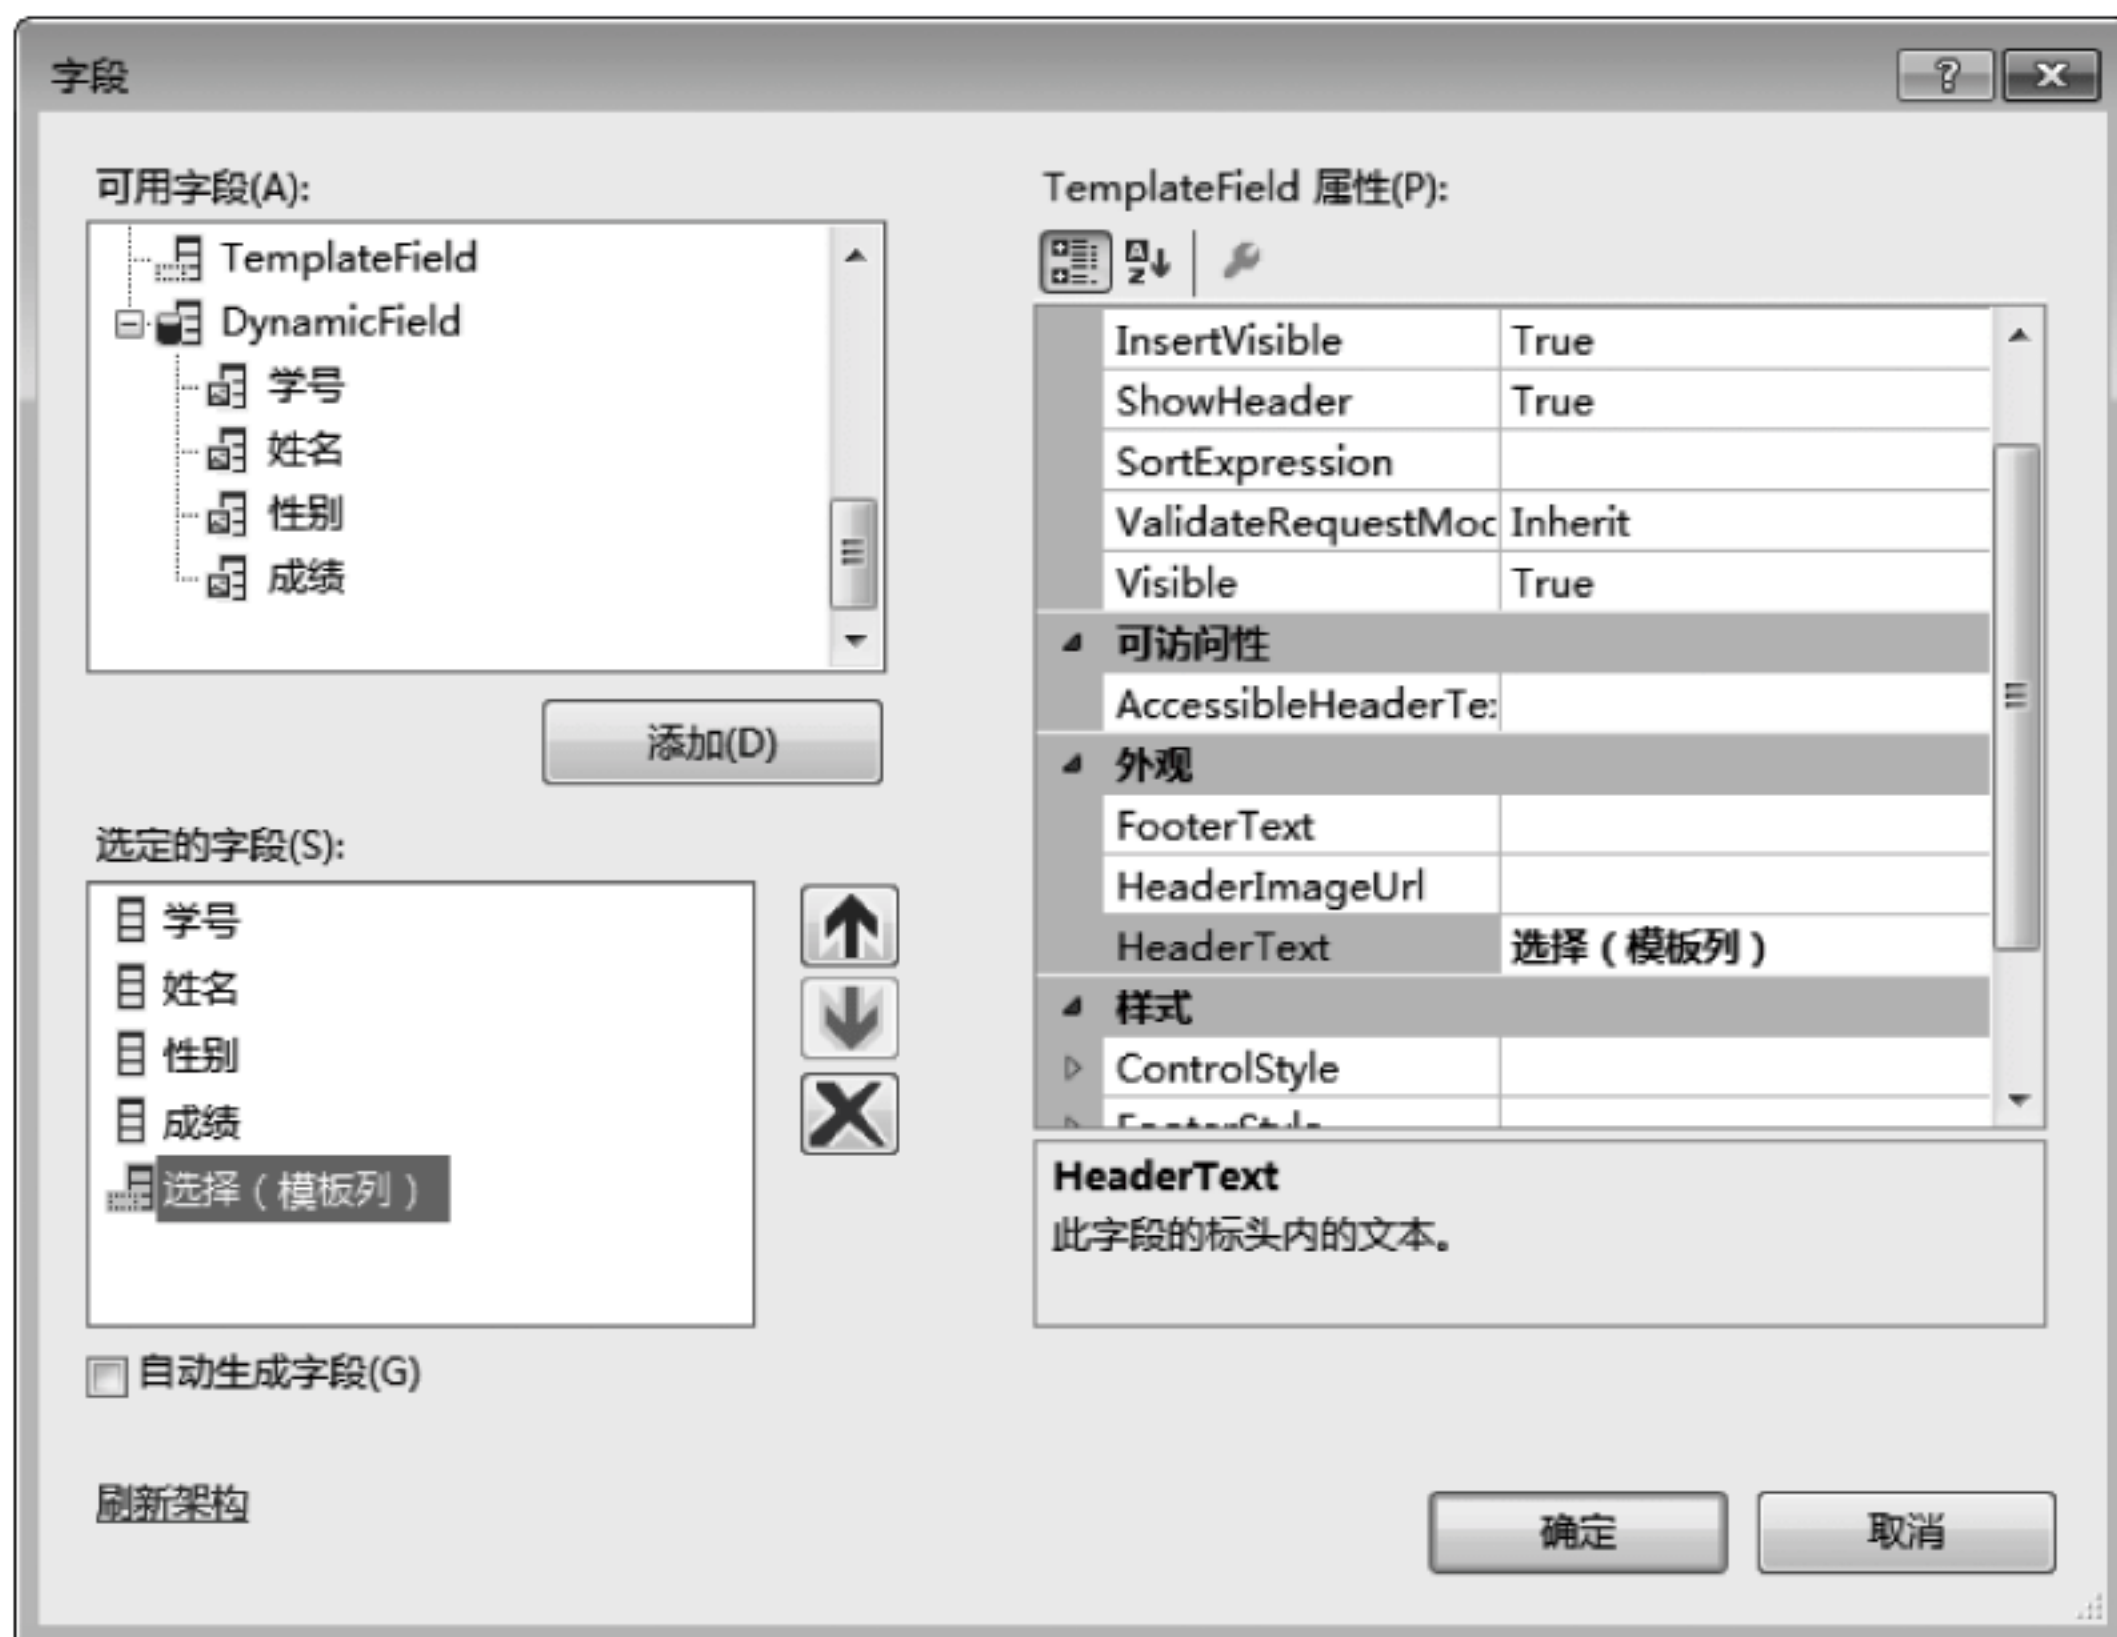 字段
可用字段(A):
TemplateField
DynamicField
学号
姓名
性别
成绩
添加(D)
选定的字段(S):
学号
姓名
性别
成绩
选择（模板列）
自动生成字段(G)
刷新架构
TemplateField 属性(P):
InsertVisible True
ShowHeader True
SortExpression
ValidateRequestMoc Inherit
Visible True
可访问性
AccessibleHeaderTe
外观
FooterText
HeaderImageUrl
HeaderText 选择（模板列）
样式
ControlStyle
FooterStyle
HeaderText
此字段的标头内的文本。
确定 取消